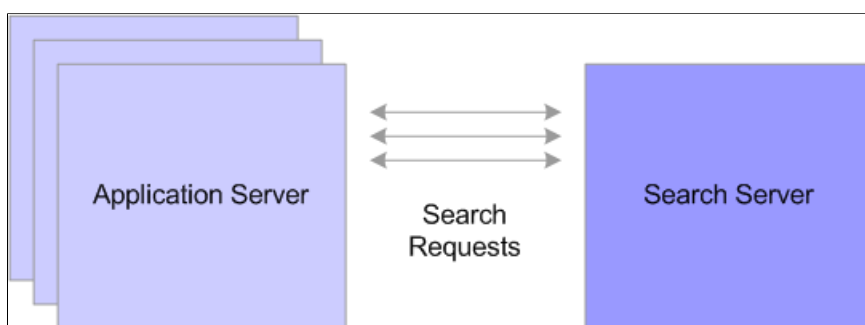 Application Server
Search
Requests
Search Server